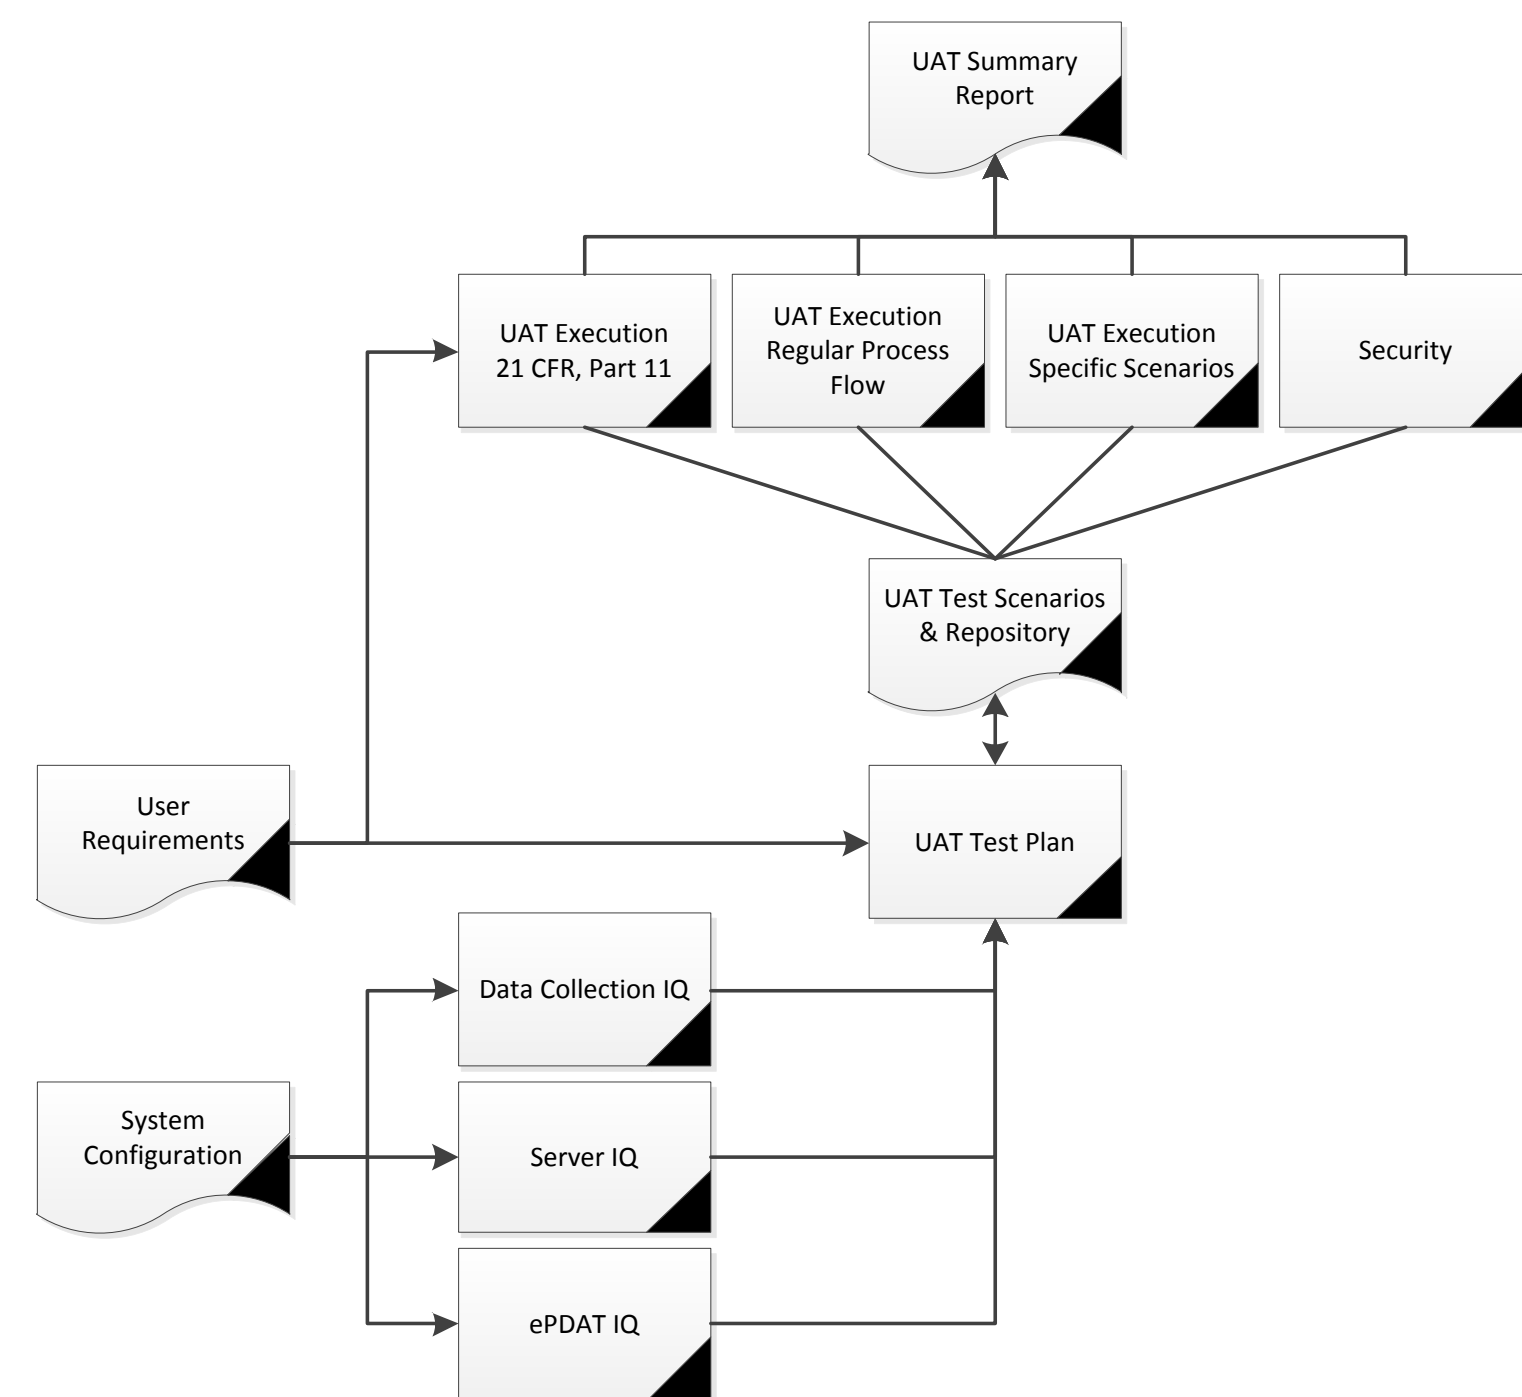 UAT Summary
Report
UAT Execution
21 CFR, Part 11
UAT Execution
Regular Process
Flow
UAT Execution
Specific Scenarios
Security
UAT Test Scenarios
& Repository
User
Requirements
UAT Test Plan
Data Collection IQ
System
Configuration
Server IQ
ePDAT IQ